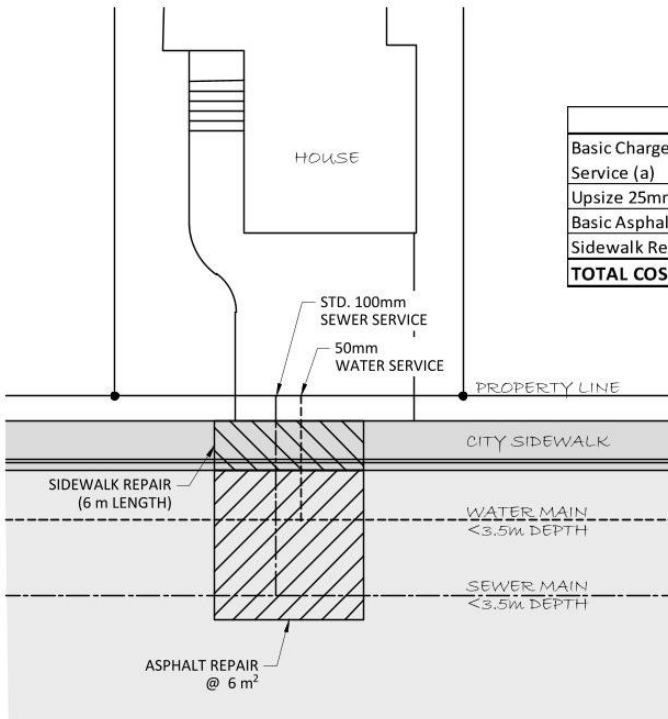 HOUSE
Basic Charge
Service (a)
Upsize 25mm
Basic Asphal
Sidewalk Re
TOTAL COS
STD. 100mm
SEWER SERVICE
50mm
WATER SERVICE
PROPERTY LINE
CITY SIDEWALK
SIDEWALK REPAIR
(6 m LENGTH)
WATER MAIN
<3.5m DEPTH
SEWER MAIN
<3.5m DEPTH
ASPHALT REPAIR
@ 6 m²